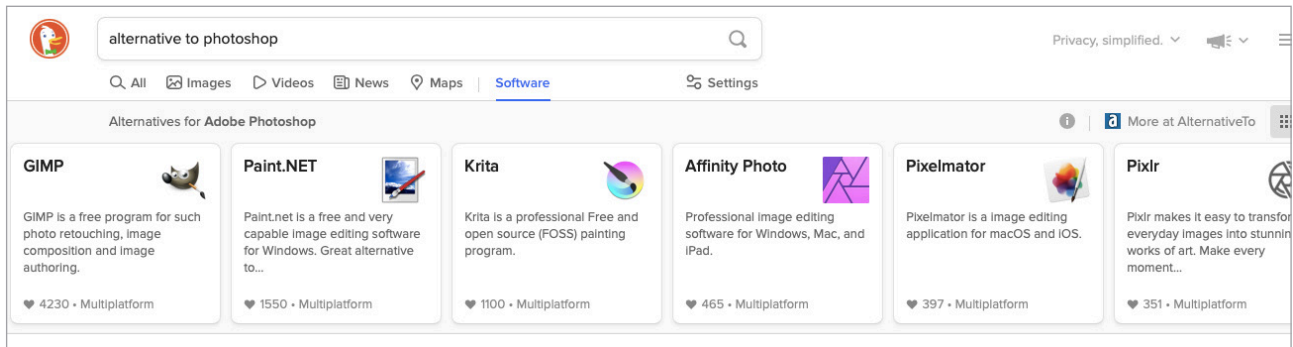 alternative to photoshop
Privacy, simplified.
All Images Videos News Maps Software Settings
Alternatives for Adobe Photoshop
More at AlternativeTo
GIMP
GIMP is a free program for such
photo retouching, image
composition and image
authoring.
4230 • Multiplatform
Paint.NET
Paint.net is a free and very
capable image editing software
for Windows. Great alternative
to...
1550 • Multiplatform
Krita
Krita is a professional Free and
open source (FOSS) painting
program.
1100 • Multiplatform
Affinity Photo
Professional image editing
software for Windows, Mac, and
iPad.
465 • Multiplatform
Pixelmator
Pixelmator is a image editing
application for macOS and iOS.
397 • Multiplatform
Pixlr
Pixlr makes it easy to transfor
everyday images into stunnin
works of art. Make every
moment...
351 • Multiplatform